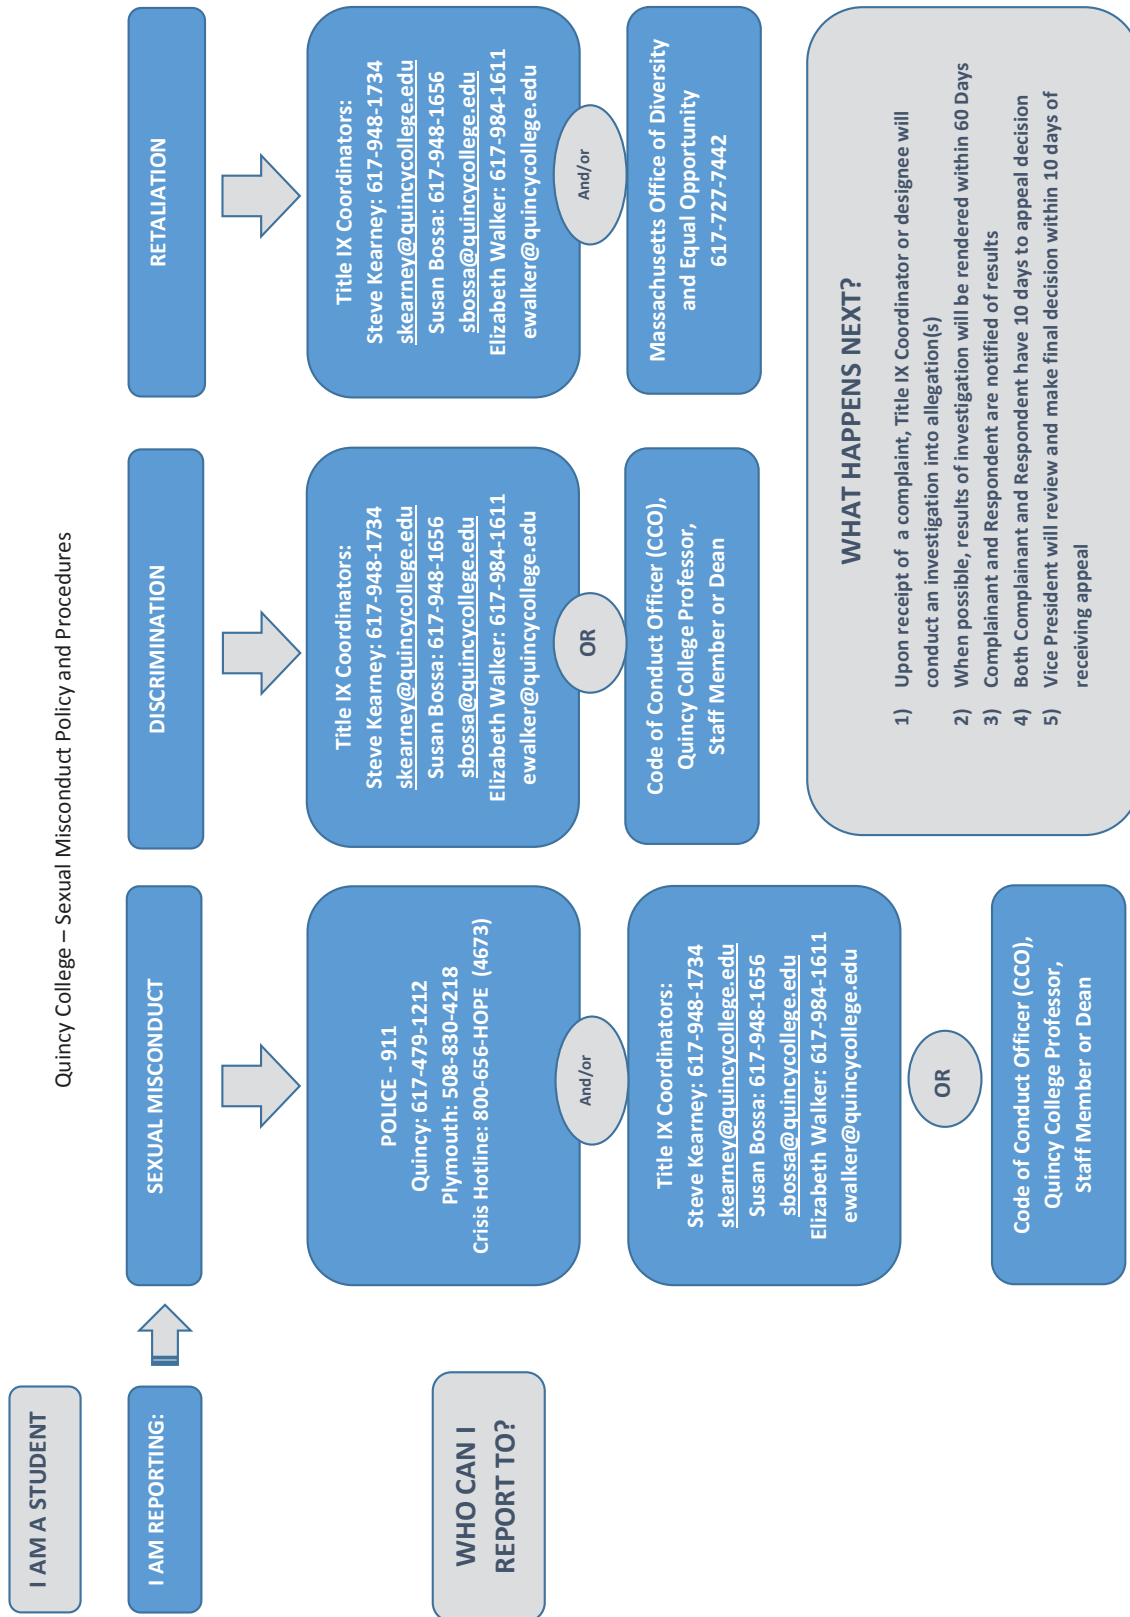 Quincy College – Sexual Misconduct Policy and Procedures
I AM A STUDENT
I AM REPORTING:
SEXUAL MISCONDUCT
DISCRIMINATION
RETALIATION
WHO CAN I
REPORT TO?
POLICE - 911
Quincy: 617-479-1212
Plymouth: 508-830-4218
Crisis Hotline: 800-656-HOPE (4673)
And/or
Title IX Coordinators:
Steve Kearney: 617-948-1734
skearney@quincycollege.edu
Susan Bossa: 617-948-1656
sbossa@quincycollege.edu
Elizabeth Walker: 617-984-1611
ewalker@quincycollege.edu
OR
Code of Conduct Officer (CCO),
Quincy College Professor,
Staff Member or Dean
Title IX Coordinators:
Steve Kearney: 617-948-1734
skearney@quincycollege.edu
Susan Bossa: 617-948-1656
sbossa@quincycollege.edu
Elizabeth Walker: 617-984-1611
ewalker@quincycollege.edu
OR
Code of Conduct Officer (CCO),
Quincy College Professor,
Staff Member or Dean
Title IX Coordinators:
Steve Kearney: 617-948-1734
skearney@quincycollege.edu
Susan Bossa: 617-948-1656
sbossa@quincycollege.edu
Elizabeth Walker: 617-984-1611
ewalker@quincycollege.edu
And/or
Massachusetts Office of Diversity
and Equal Opportunity
617-727-7442
WHAT HAPPENS NEXT?
1) Upon receipt of a complaint, Title IX Coordinator or designee will
conduct an investigation into allegation(s)
2) When possible, results of investigation will be rendered within 60 Days
3) Complainant and Respondent are notified of results
4) Both Complainant and Respondent have 10 days to appeal decision
5) Vice President will review and make final decision within 10 days of
receiving appeal